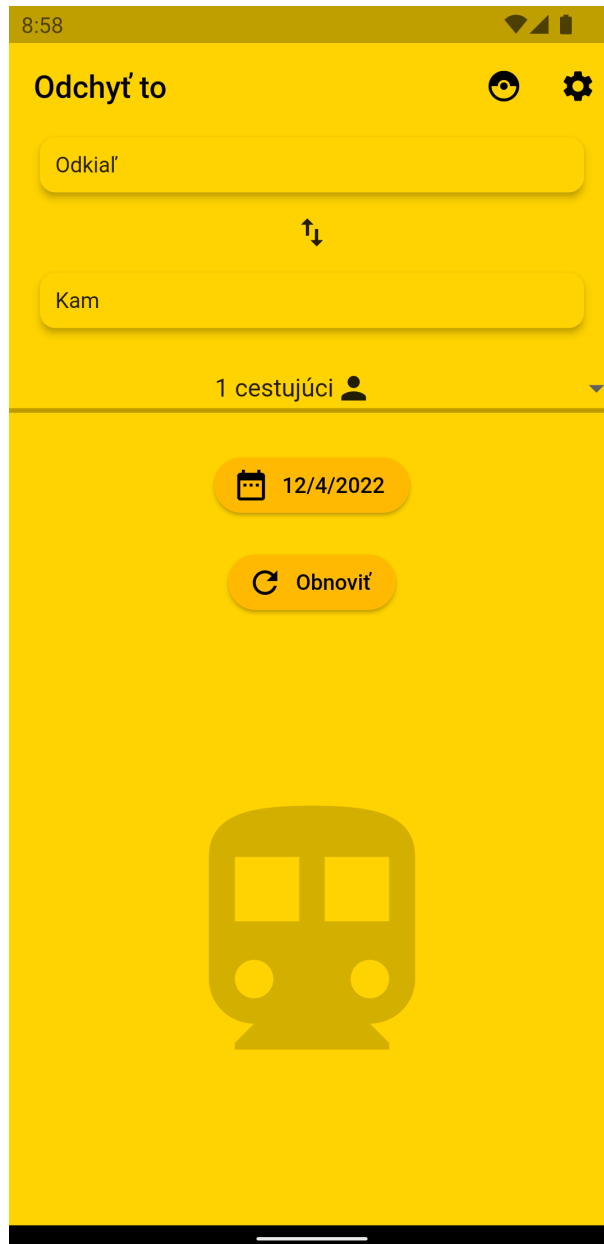 8:58
Odchyť to
Odkiaľ
Kam
1 cestujúci
12/4/2022
Obnoviť